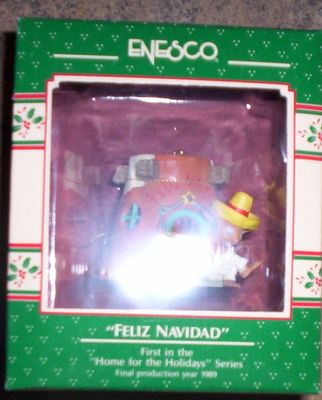 ENESCO
"FELIZ NAVIDAD"
First in the
"Home for the Holidays" Series
Final production year 1989